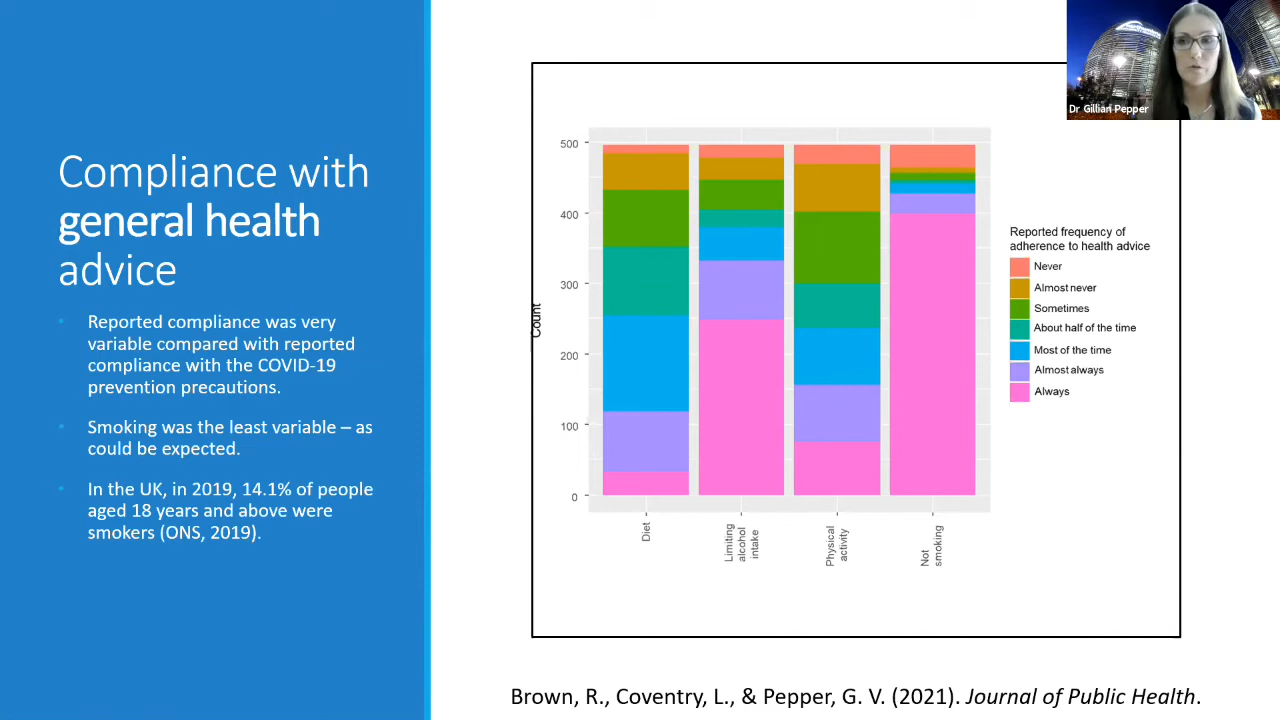 Compliance with
general health
advice
• Reported compliance was very
variable compared with reported
compliance with the COVID-19
prevention precautions.
• Smoking was the least variable – as
could be expected.
• In the UK, in 2019, 14.1% of people
aged 18 years and above were
smokers (ONS, 2019).
Dr Gillian Pepper
Count
500
400
300
200
100
0
Diet
Limiting
alcohol
intake
Physical
activity
Not
smoking
Reported frequency of
adherence to health advice
Never
Almost never
Sometimes
About half of the time
Most of the time
Almost always
Always
Brown, R., Coventry, L., & Pepper, G. V. (2021). Journal of Public Health.